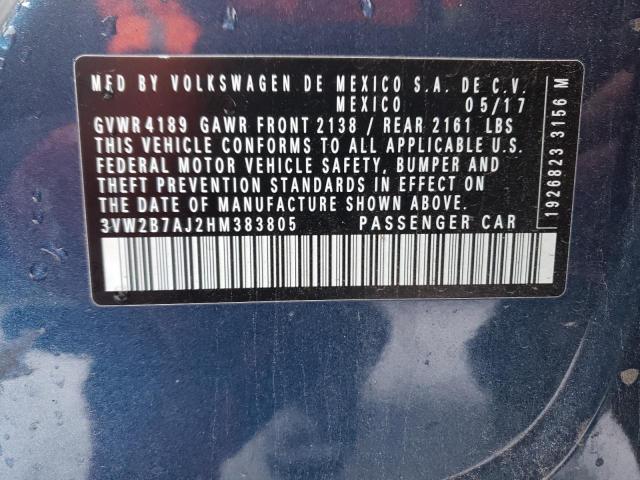 MFD BY VOLKSWAGEN DE MEXICO S.A. DE C.V.
MEXICO 05/17
GVWR 4189 GAWR FRONT 2138 / REAR 2161 LBS
THIS VEHICLE CONFORMS TO ALL APPLICABLE U.S.
FEDERAL MOTOR VEHICLE SAFETY, BUMPER AND
THEFT PREVENTION STANDARDS IN EFFECT ON
THE DATE OF MANUFACTURE SHOWN ABOVE.
3VW2B7AJ2HM383805 PASSENGER CAR
1926823 3156 M